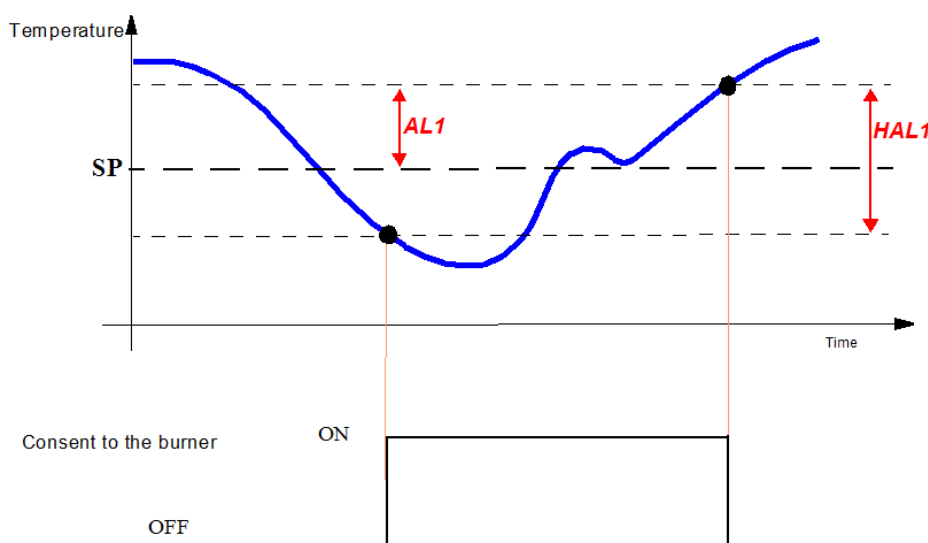 Temperature
AL1
HAL1
SP
Time
Consent to the burner
ON
OFF